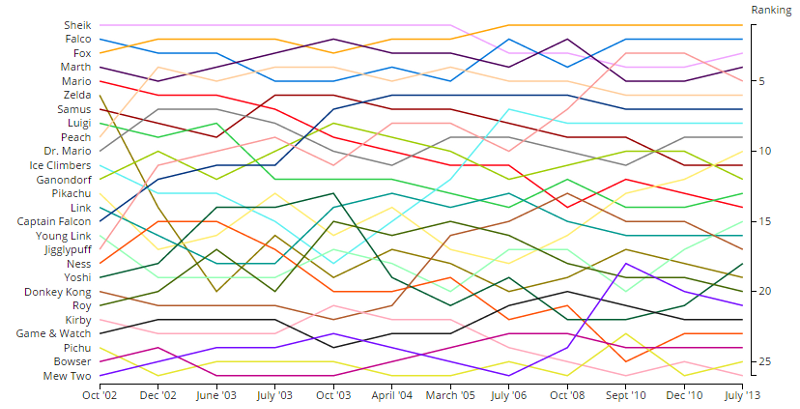 Ranking
Sheik
Falco
Fox
Marth
Mario
Zelda
Samus
Luigi
Peach
Dr. Mario
Ice Climbers
Ganondorf
Pikachu
Link
Captain Falcon
Young Link
Jigglypuff
Ness
Yoshi
Donkey Kong
Roy
Kirby
Game & Watch
Pichu
Bowser
Mew Two
5
10
15
20
25
Oct '02 Dec '02 June '03 July '03 Oct '03 April '04 March '05 July '06 Oct '08 Sept '10 Dec '10 July '13